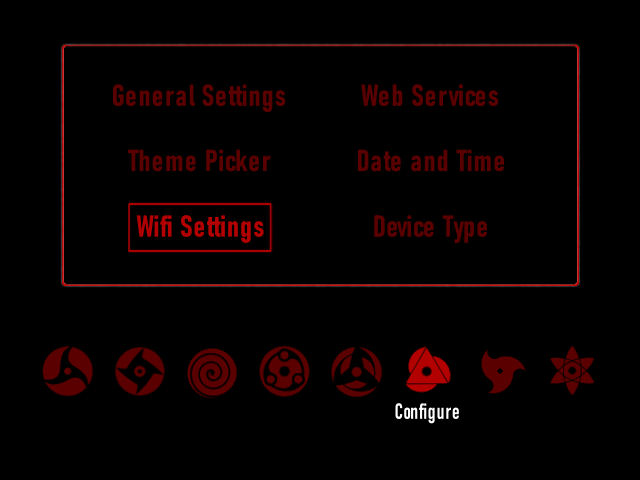 General Settings
Web Services
Theme Picker
Date and Time
Wifi Settings
Device Type
Configure